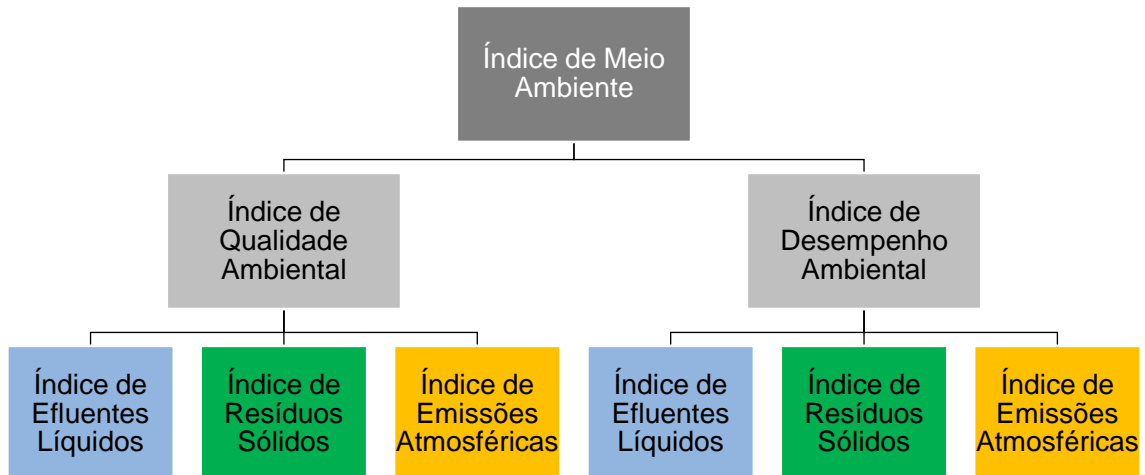 Índice de Meio
Ambiente
Índice de
Qualidade
Ambiental
Índice de
Desempenho
Ambiental
Índice de
Efluentes
Líquidos
Índice de
Resíduos
Sólidos
Índice de
Emissões
Atmosféricas
Índice de
Efluentes
Líquidos
Índice de
Resíduos
Sólidos
Índice de
Emissões
Atmosféricas